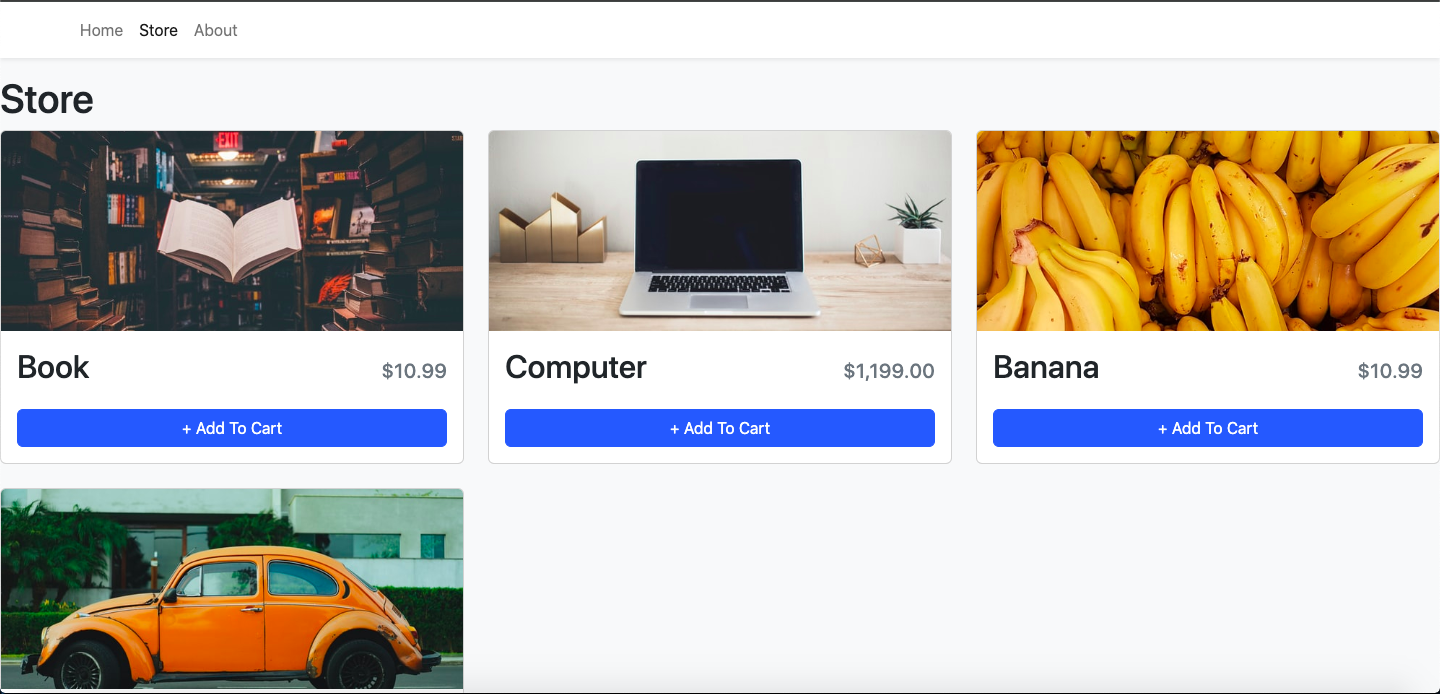 Home Store About
Store
EXIT
Book $10.99
+ Add To Cart
Computer $1,199.00
+ Add To Cart
Banana $10.99
+ Add To Cart